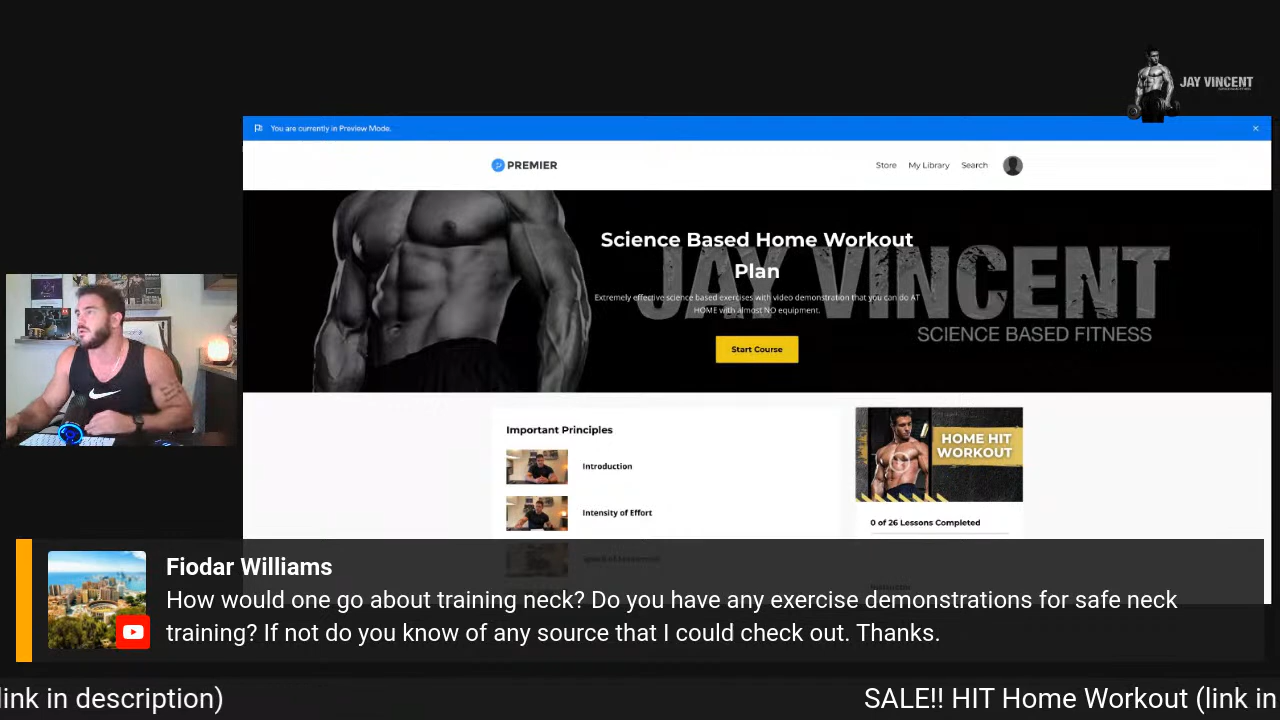 JAY VINCENT
You are currently in Preview Mode.
PREMIER
Store My Library Search
Science Based Home Workout
Plan
JAY VINCENT
Extremely effective science based exercises with video demonstration that you can do AT
HOME with almost NO equipment.
SCIENCE BASED FITNESS
Start Course
Important Principles
Introduction
Intensity of Effort
HOME HIT
WORKOUT
0 of 26 Lessons Completed
Fiodar Williams
How would one go about training neck? Do you have any exercise demonstrations for safe neck
training? If not do you know of any source that I could check out. Thanks.
link in description)
SALE!! HIT Home Workout (link in